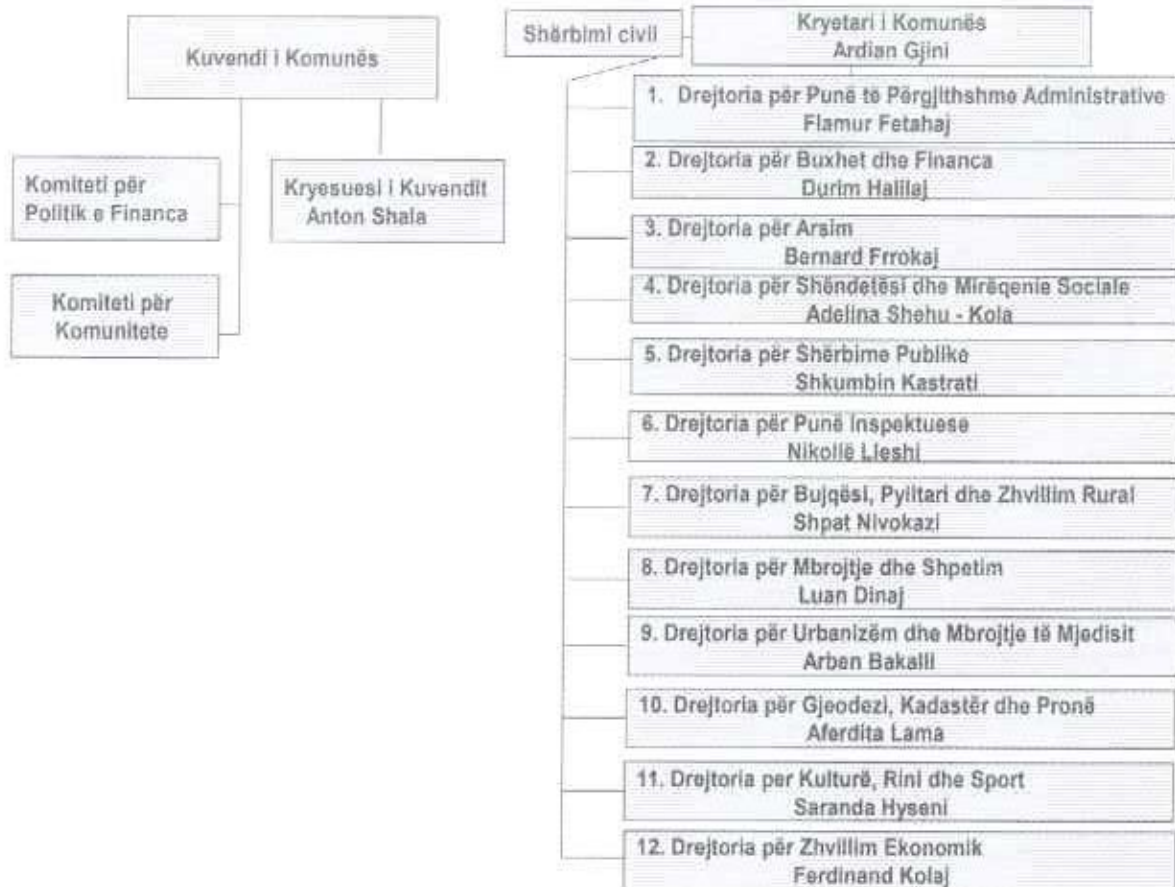 Kuvendi i Komunës
Komiteti për
Politik e Financa
Kryesuesi i Kuvendit
Anton Shala
Komiteti për
Komunitete
Shërbimi civil
Kryetari i Komunës
Ardian Gjini
1. Drejtoria për Punë të Përgjithshme Administrative
Flamur Fetahaj
2. Drejtoria për Buxhet dhe Financa
Durim Halilaj
3. Drejtoria për Arsim
Bernard Frrokaj
4. Drejtoria për Shëndetësi dhe Mirëqenie Sociale
Adelina Shehu - Kola
5. Drejtoria për Shërbime Publike
Shkumbin Kastrati
6. Drejtoria për Punë Inspektuese
Nikollë Lleshi
7. Drejtoria për Bujqësi, Pylltari dhe Zhvillim Rural
Shpat Nivokazi
8. Drejtoria për Mbrojtje dhe Shpetim
Luan Dinaj
9. Drejtoria për Urbanizëm dhe Mbrojtje të Mjedisit
Arben Bakalli
10. Drejtoria për Gjeodezi, Kadastër dhe Pronë
Aferdita Lama
11. Drejtoria per Kulturë, Rini dhe Sport
Saranda Hyseni
12. Drejtoria për Zhvillim Ekonomik
Ferdinand Kolaj